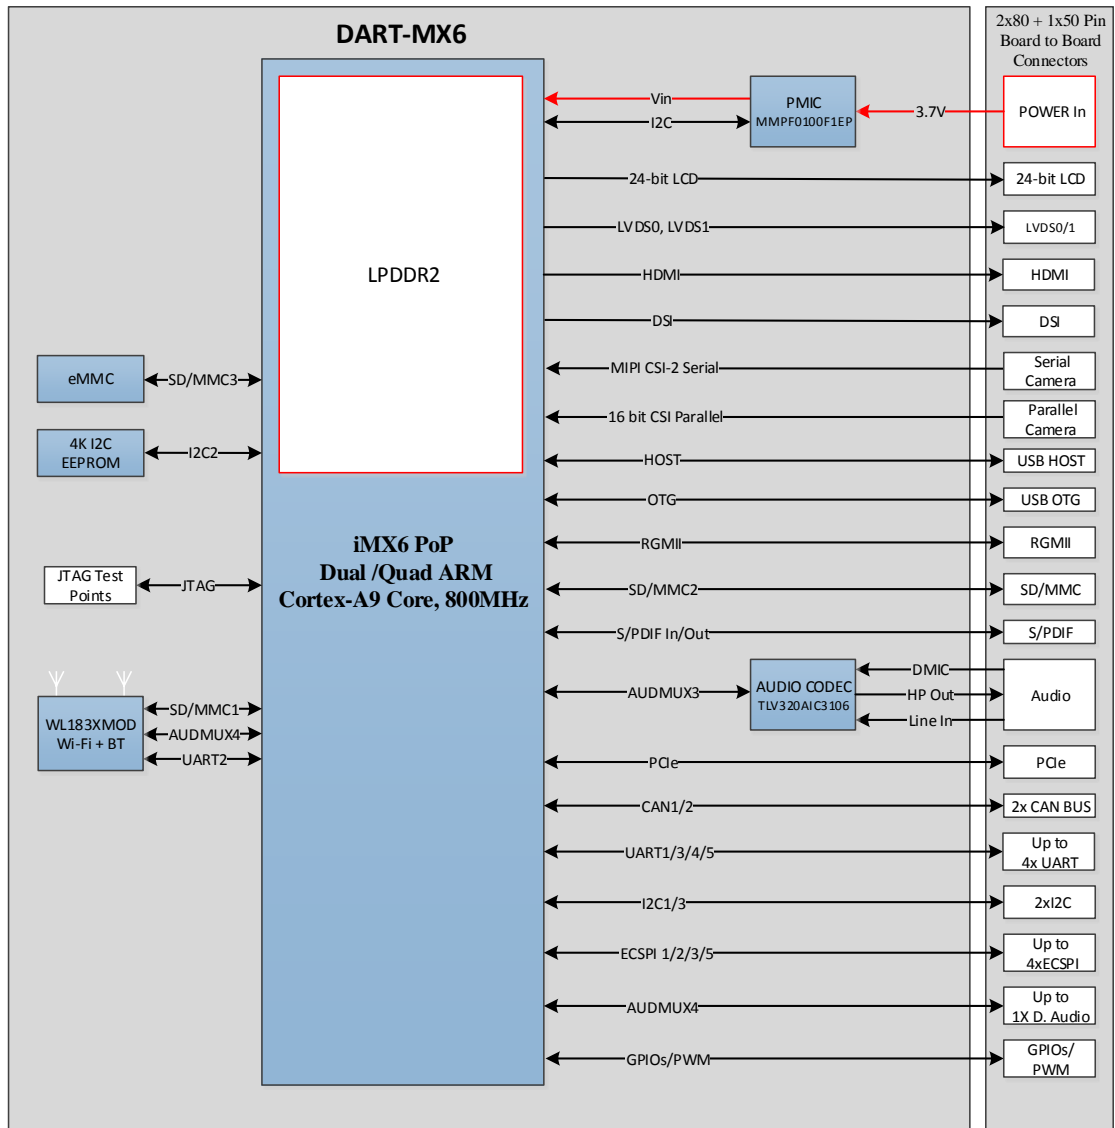 DART-MX6
2x80 + 1x50 Pin
Board to Board
Connectors
LPDDR2
iMX6 PoP
Dual /Quad ARM
Cortex-A9 Core, 800MHz
eMMC
SD/MMC3
4K I2C
EEPROM
I2C2
JTAG Test
Points
JTAG
WL183XMOD
Wi-Fi + BT
SD/MMC1
AUDMUX4
UART2
Vin
I2C
PMIC
MMPF0100F1EP
3.7V
POWER In
24-bit LCD
24-bit LCD
LVDS0, LVDS1
LVDS0/1
HDMI
HDMI
DSI
DSI
MIPI CSI-2 Serial
Serial
Camera
16 bit CSI Parallel
Parallel
Camera
HOST
USB HOST
OTG
USB OTG
RGMII
RGMII
SD/MMC2
SD/MMC
S/PDIF In/Out
S/PDIF
AUDMUX3
AUDIO CODEC
TLV320AIC3106
DMIC
HP Out
Line In
Audio
PCIe
PCIe
CAN1/2
2x CAN BUS
UART1/3/4/5
Up to
4x UART
I2C1/3
2xI2C
ECSPI 1/2/3/5
Up to
4xECSPI
AUDMUX4
Up to
1X D. Audio
GPIOs/PWM
GPIOs/
PWM